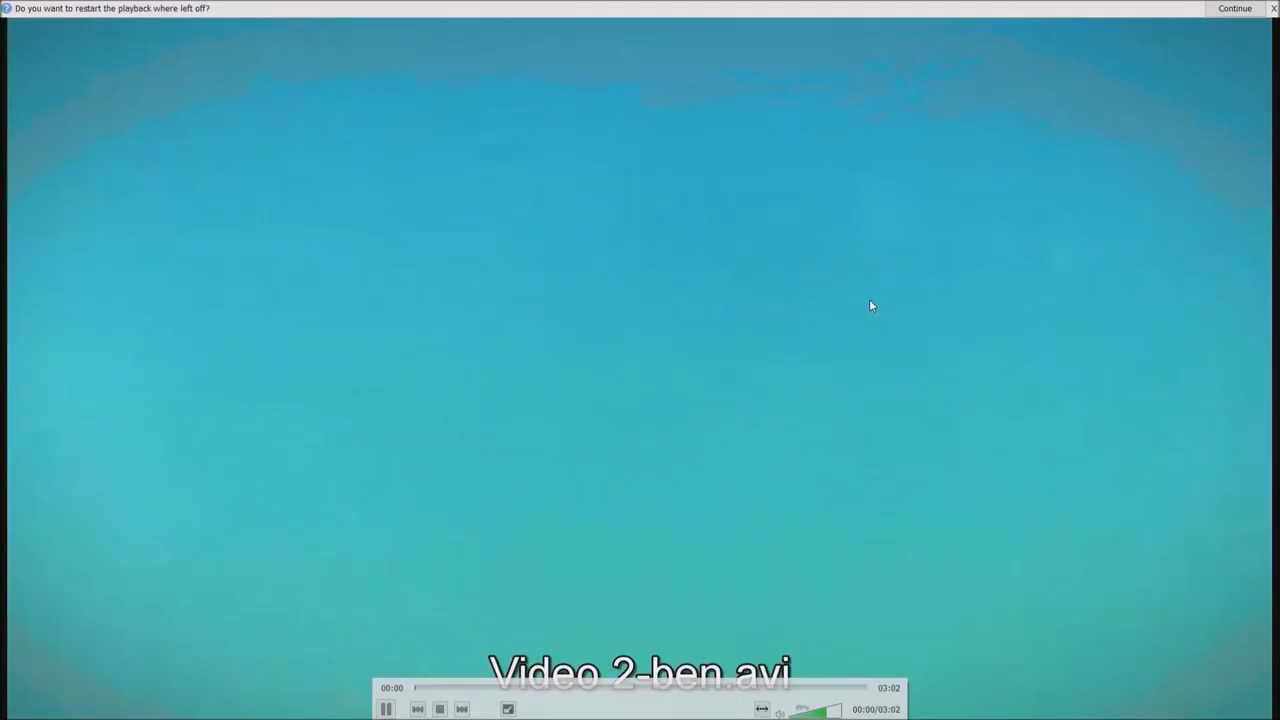 Do you want to restart the playback where left off?
Continue
X
Video 2-ben.avi
00:00
03:02
89%
00:00/03:02